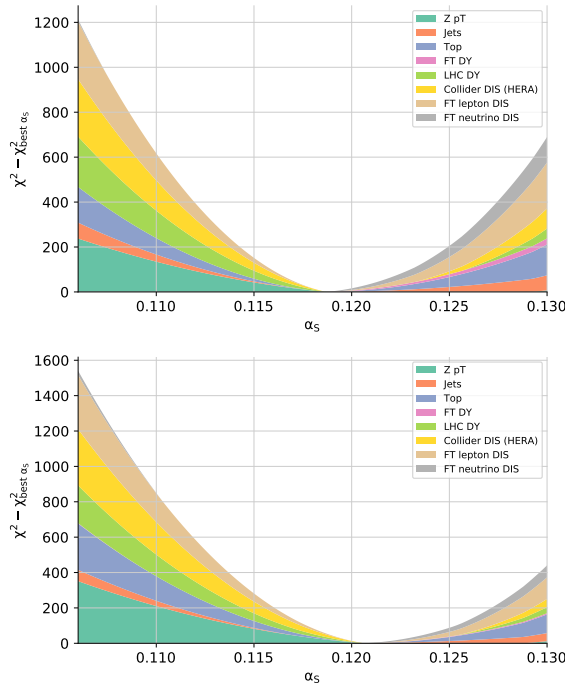 1200
1000
800
600
400
200
0
χ² − χ²best αS
Z pT
Jets
Top
FT DY
LHC DY
Collider DIS (HERA)
FT lepton DIS
FT neutrino DIS
0.110 0.115 0.120 0.125 0.130
αS
1600
1400
1200
1000
800
600
400
200
0
χ² − χ²best αS
Z pT
Jets
Top
FT DY
LHC DY
Collider DIS (HERA)
FT lepton DIS
FT neutrino DIS
0.110 0.115 0.120 0.125 0.130
αS